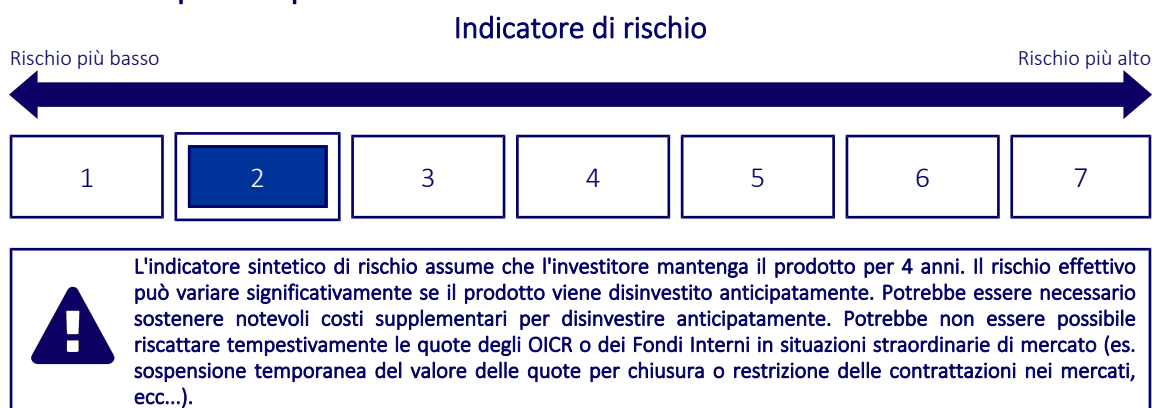 Indicatore di rischio
Rischio più basso
Rischio più alto
1 2 3 4 5 6 7
L'indicatore sintetico di rischio assume che l'investitore mantenga il prodotto per 4 anni. Il rischio effettivo
può variare significativamente se il prodotto viene disinvestito anticipatamente. Potrebbe essere necessario
sostenere notevoli costi supplementari per disinvestire anticipatamente. Potrebbe non essere possibile
riscattare tempestivamente le quote degli OICR o dei Fondi Interni in situazioni straordinarie di mercato (es.
sospensione temporanea del valore delle quote per chiusura o restrizione delle contrattazioni nei mercati,
ecc...).